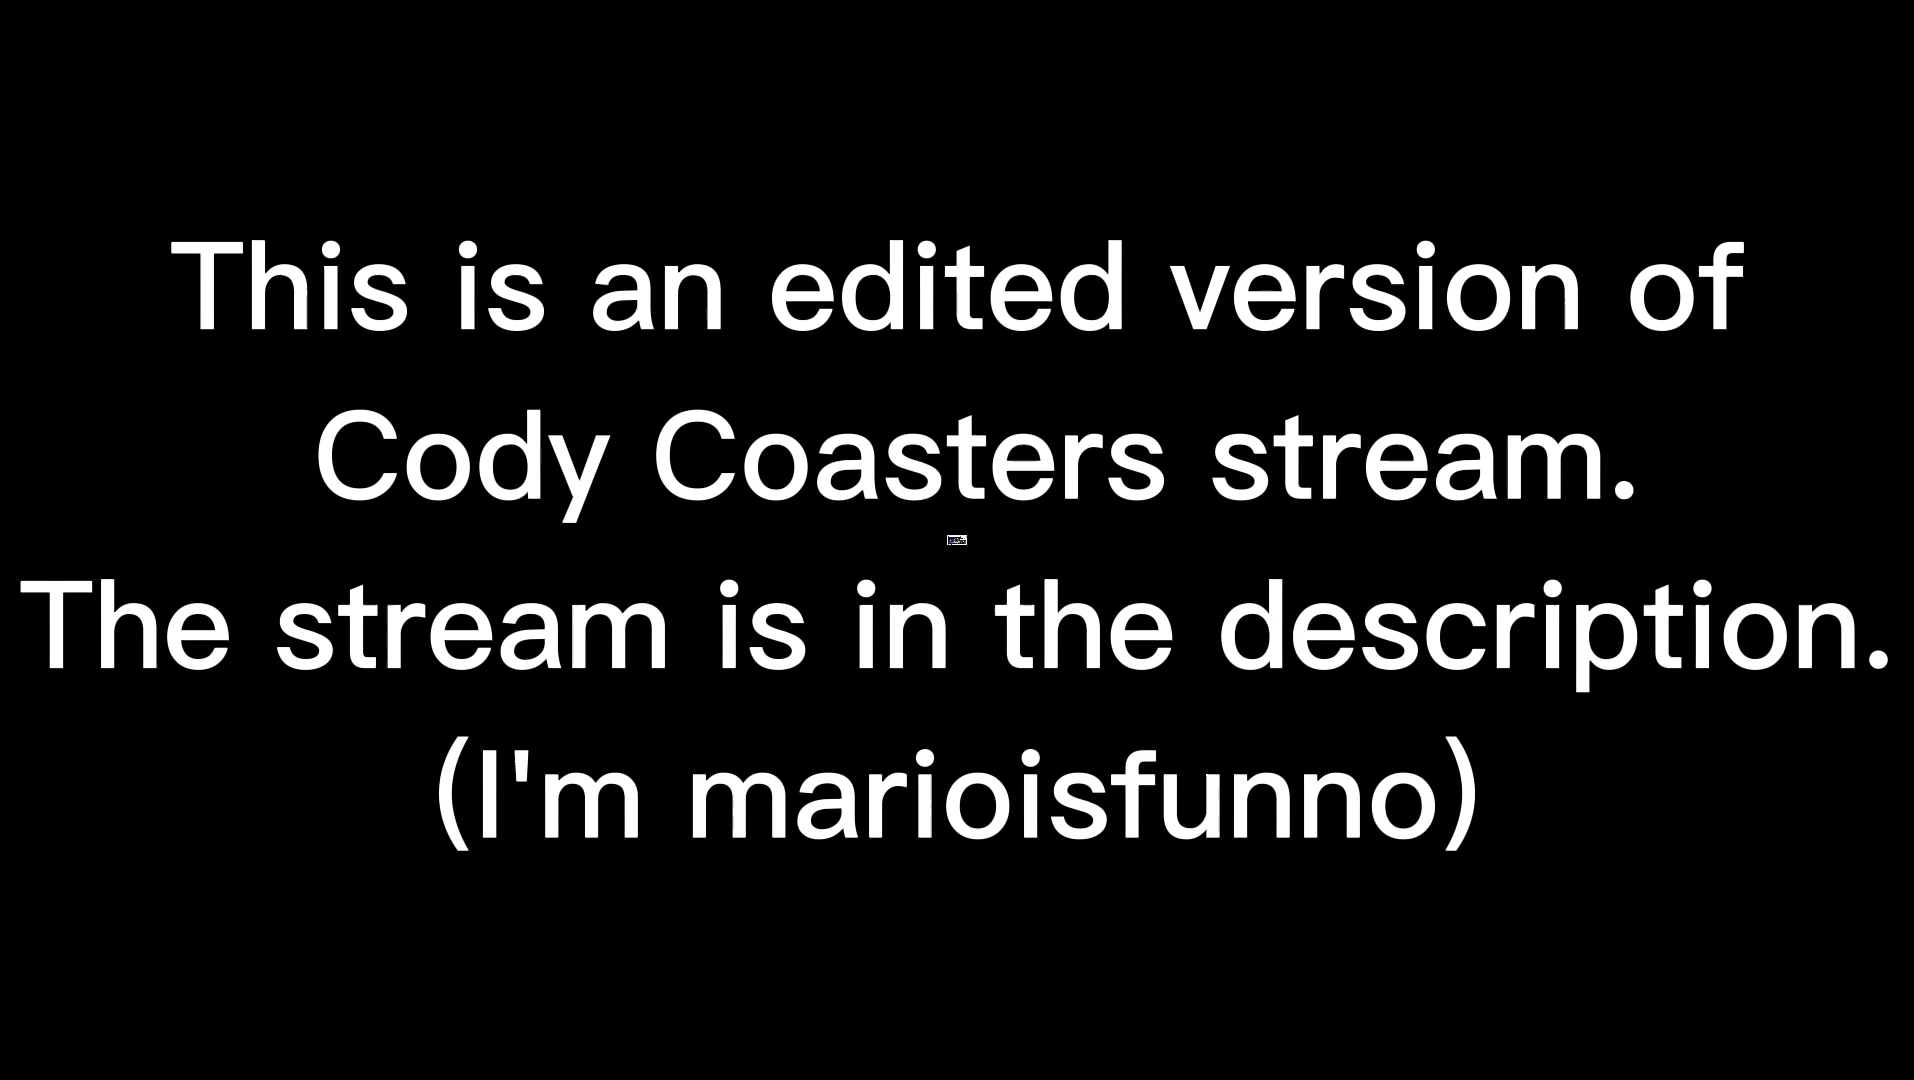 This is an edited version of
Cody Coasters stream.
The stream is in the description.
(I'm marioisfunno)